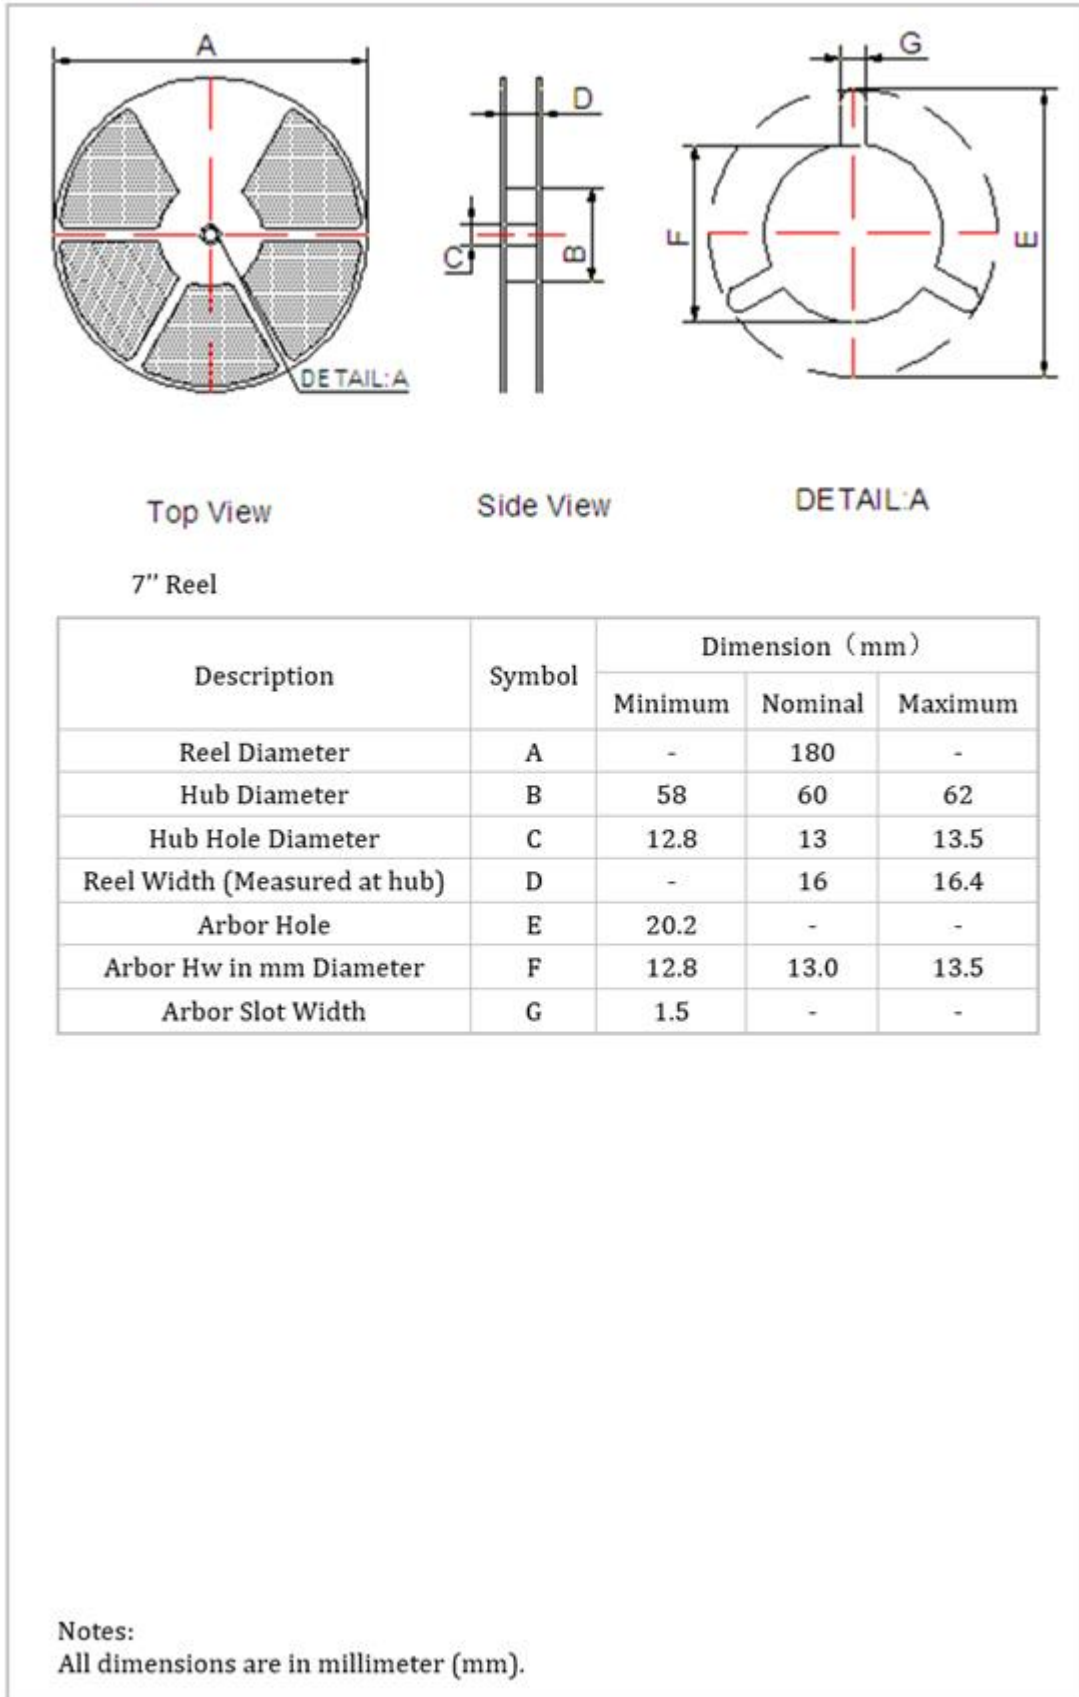 A
D
G
C
B
F
E
DETAIL:A
Top View
Side View
DETAIL:A
7’’ Reel
Description Symbol Dimension（mm）
Minimum Nominal Maximum
Reel Diameter A - 180 -
Hub Diameter B 58 60 62
Hub Hole Diameter C 12.8 13 13.5
Reel Width (Measured at hub) D - 16 16.4
Arbor Hole E 20.2 - -
Arbor Hw in mm Diameter F 12.8 13.0 13.5
Arbor Slot Width G 1.5 - -
Notes:
All dimensions are in millimeter (mm).